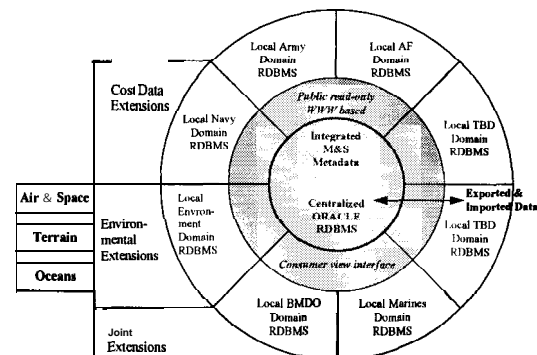 Local Army
Domain
RDBMS
Local AF
Domain
RDBMS
Cost Data
Extensions
Public read-only
WWW based
Local Navy
Domain
RDBMS
Integrated
M&S
Metadata
Local TBD
Domain
RDBMS
Air & Space
Terrain
Oceans
Environ-
mental
Extensions
Local
Envronment
Domain
RDBMS
Centralized
ORACLE
RDBMS
Exported &
Imported Data
Local TBD
Domain
RDBMS
Consumer view interface
Local BMDO
Domain
RDBMS
Local Marines
Domain
RDBMS
Joint
Extensions